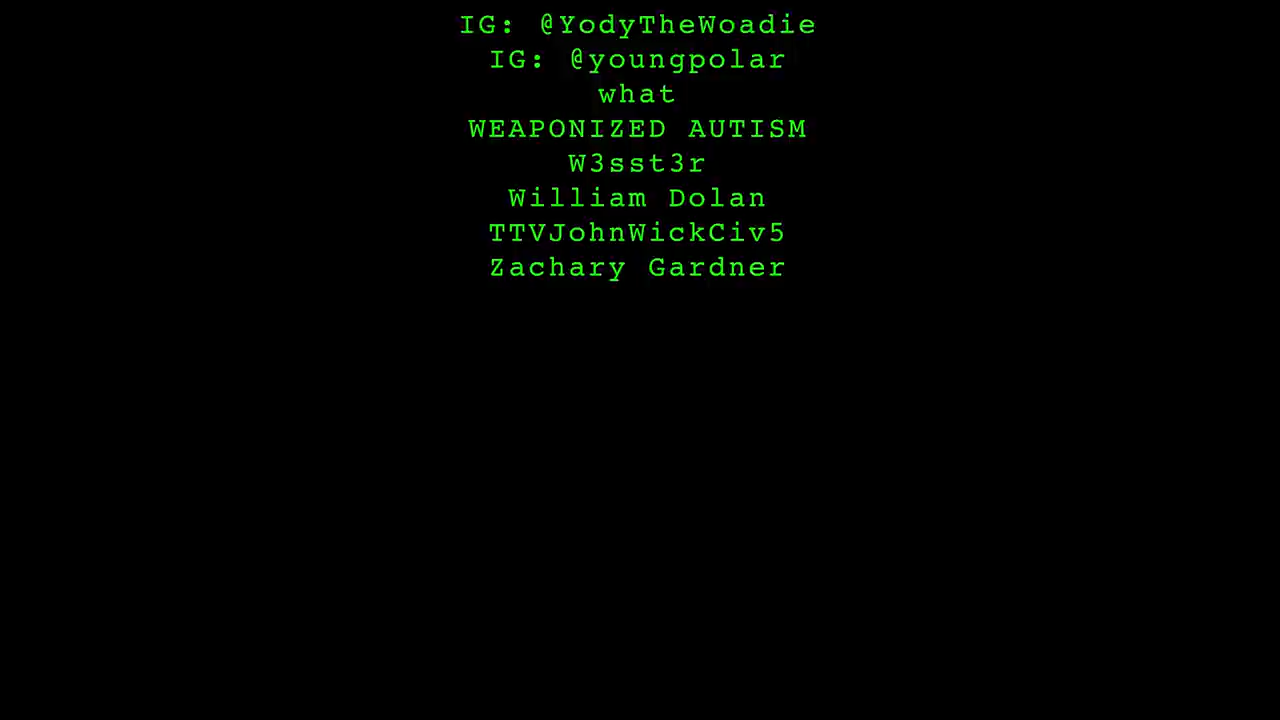 IG: @YodyTheWoadie
IG: @youngpolar
what
WEAPONIZED AUTISM
W3sst3r
William Dolan
TTVJohnWickCiv5
Zachary Gardner